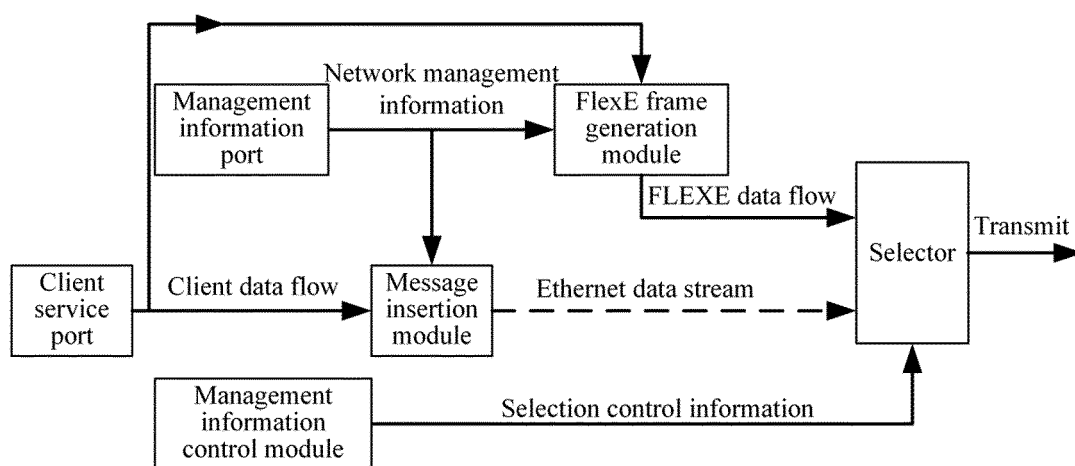 Network management
information
Management
information
port
FlexE frame
generation
module
FLEXE data flow
Selector
Transmit
Client
service
port
Client data flow
Message
insertion
module
Ethernet data stream
Management
information
control module
Selection control information